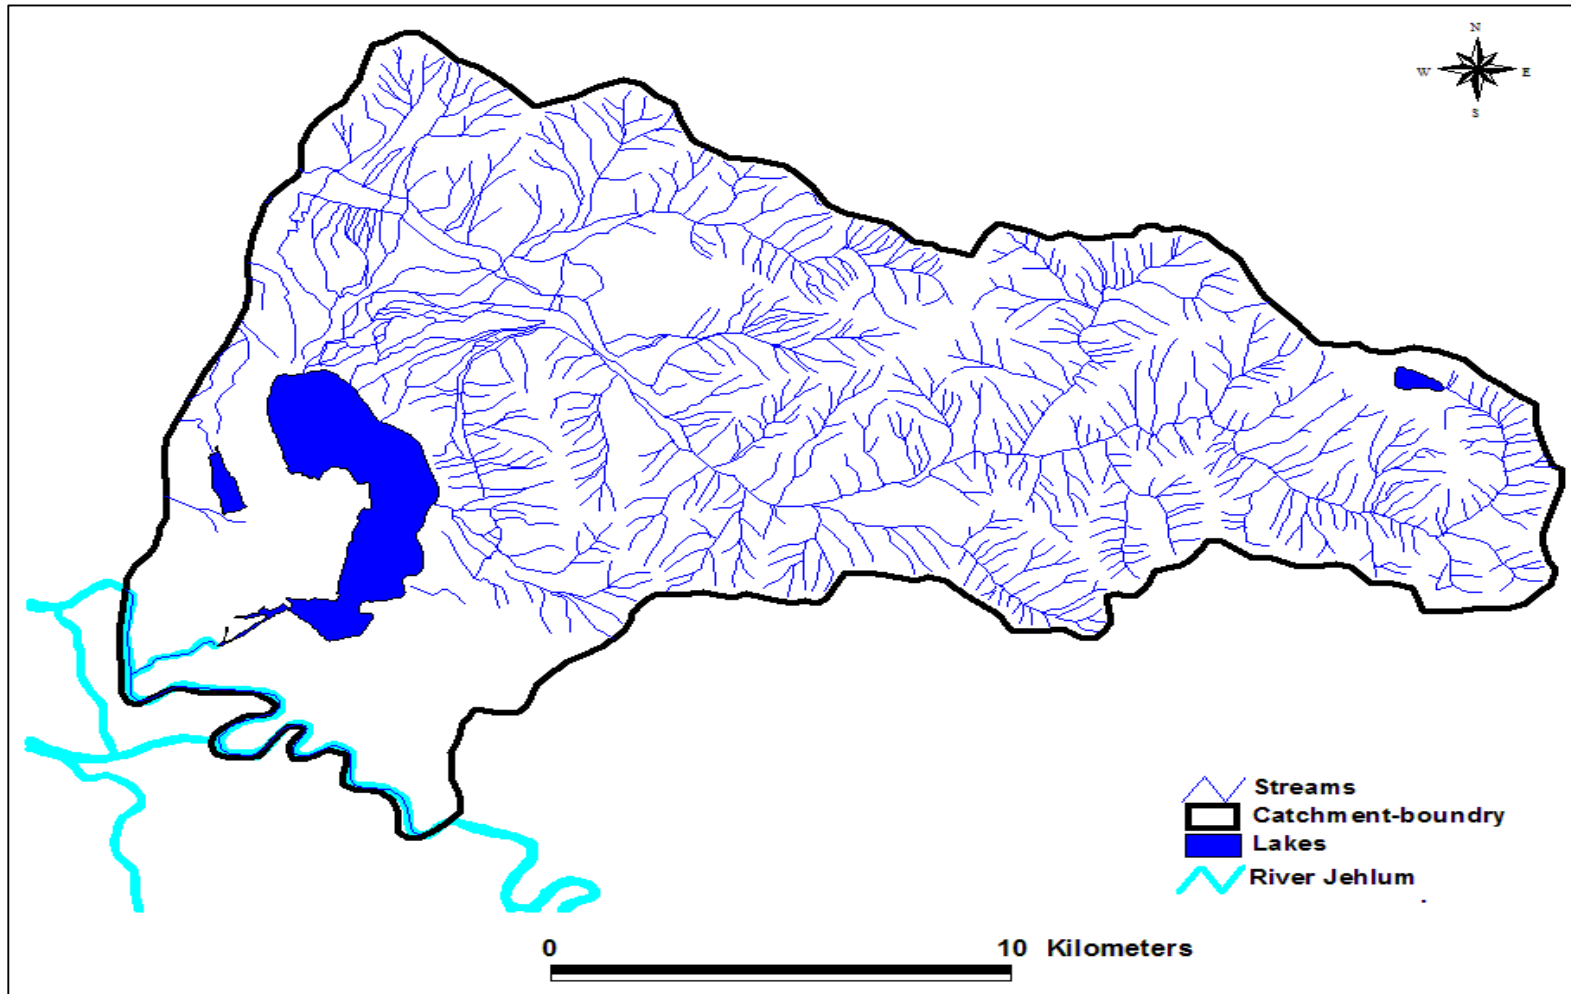 N
W E
S
Streams
Catchment-boundry
Lakes
River Jehlum
0 10 Kilometers